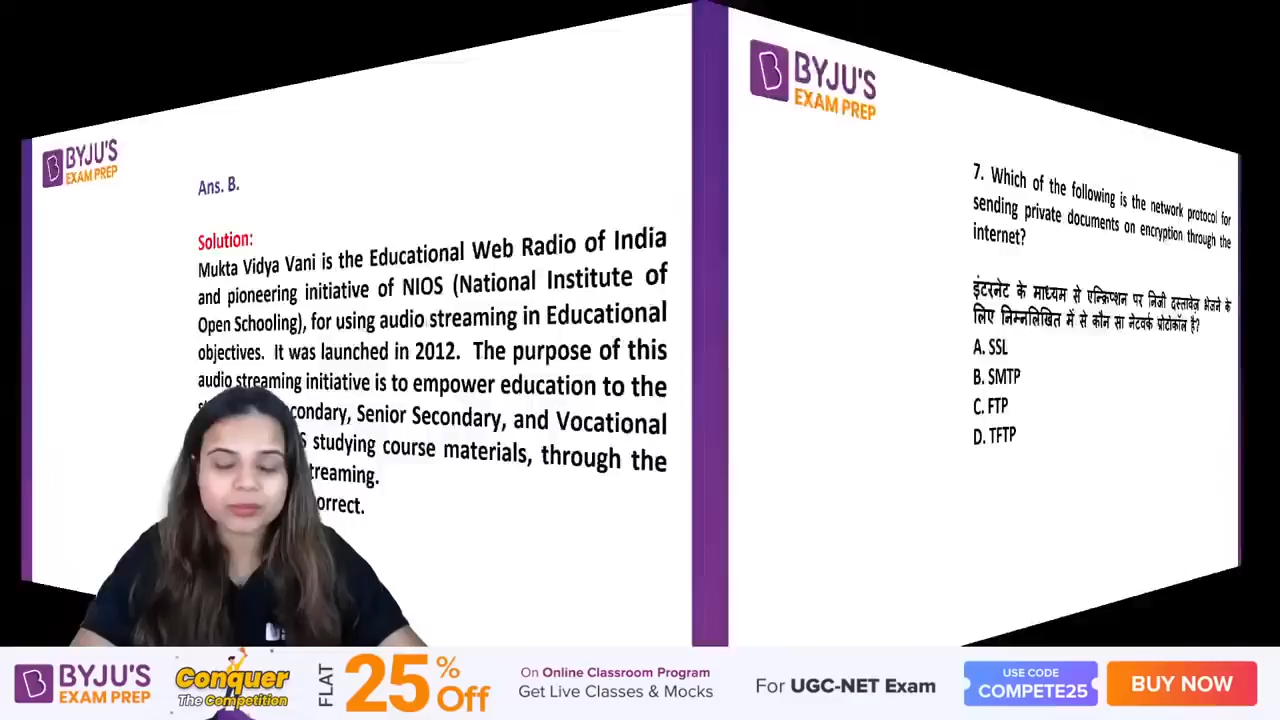 BYJU'S
EXAM PREP
Ans. B.
Solution:
Mukta Vidya Vani is the Educational Web Radio of India
and pioneering initiative of NIOS (National Institute of
Open Schooling), for using audio streaming in Educational
objectives. It was launched in 2012. The purpose of this
audio streaming initiative is to empower education to the
condary, Senior Secondary, and Vocational
S studying course materials, through the
treaming.
orrect.
BYJU'S
EXAM PREP
7. Which of the following is the network protocol for
sending private documents on encryption through the
internet?
इंटरनेट के माध्यम से एन्क्रिप्शन पर निजी दस्तावेज़ भेजने के
लिए निम्नलिखित में से कौन सा नेटवर्क प्रोटोकॉल है?
A. SSL
B. SMTP
C. FTP
D. TFTP
BYJU'S
EXAM PREP
Conquer
The Competition
FLAT
25% Off
On Online Classroom Program
Get Live Classes & Mocks
For UGC-NET Exam
USE CODE
COMPETE25
BUY NOW